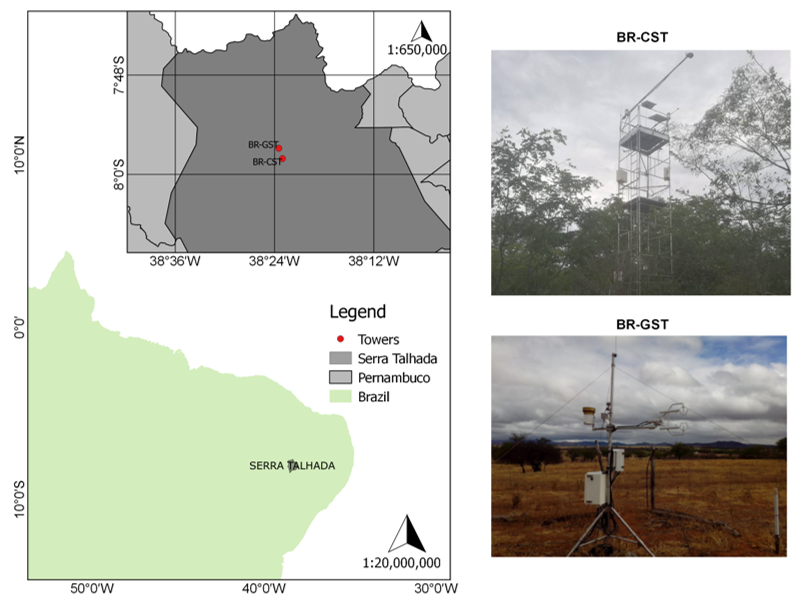 1:650,000
7°48'S
8°0'S
BR-GST
BR-CST
38°36'W
38°24'W
38°12'W
10°0'N
0°0'
10°0'S
Legend
Towers
Serra Talhada
Pernambuco
Brazil
SERRA TALHADA
1:20,000,000
50°0'W
40°0'W
30°0'W
BR-CST
BR-GST